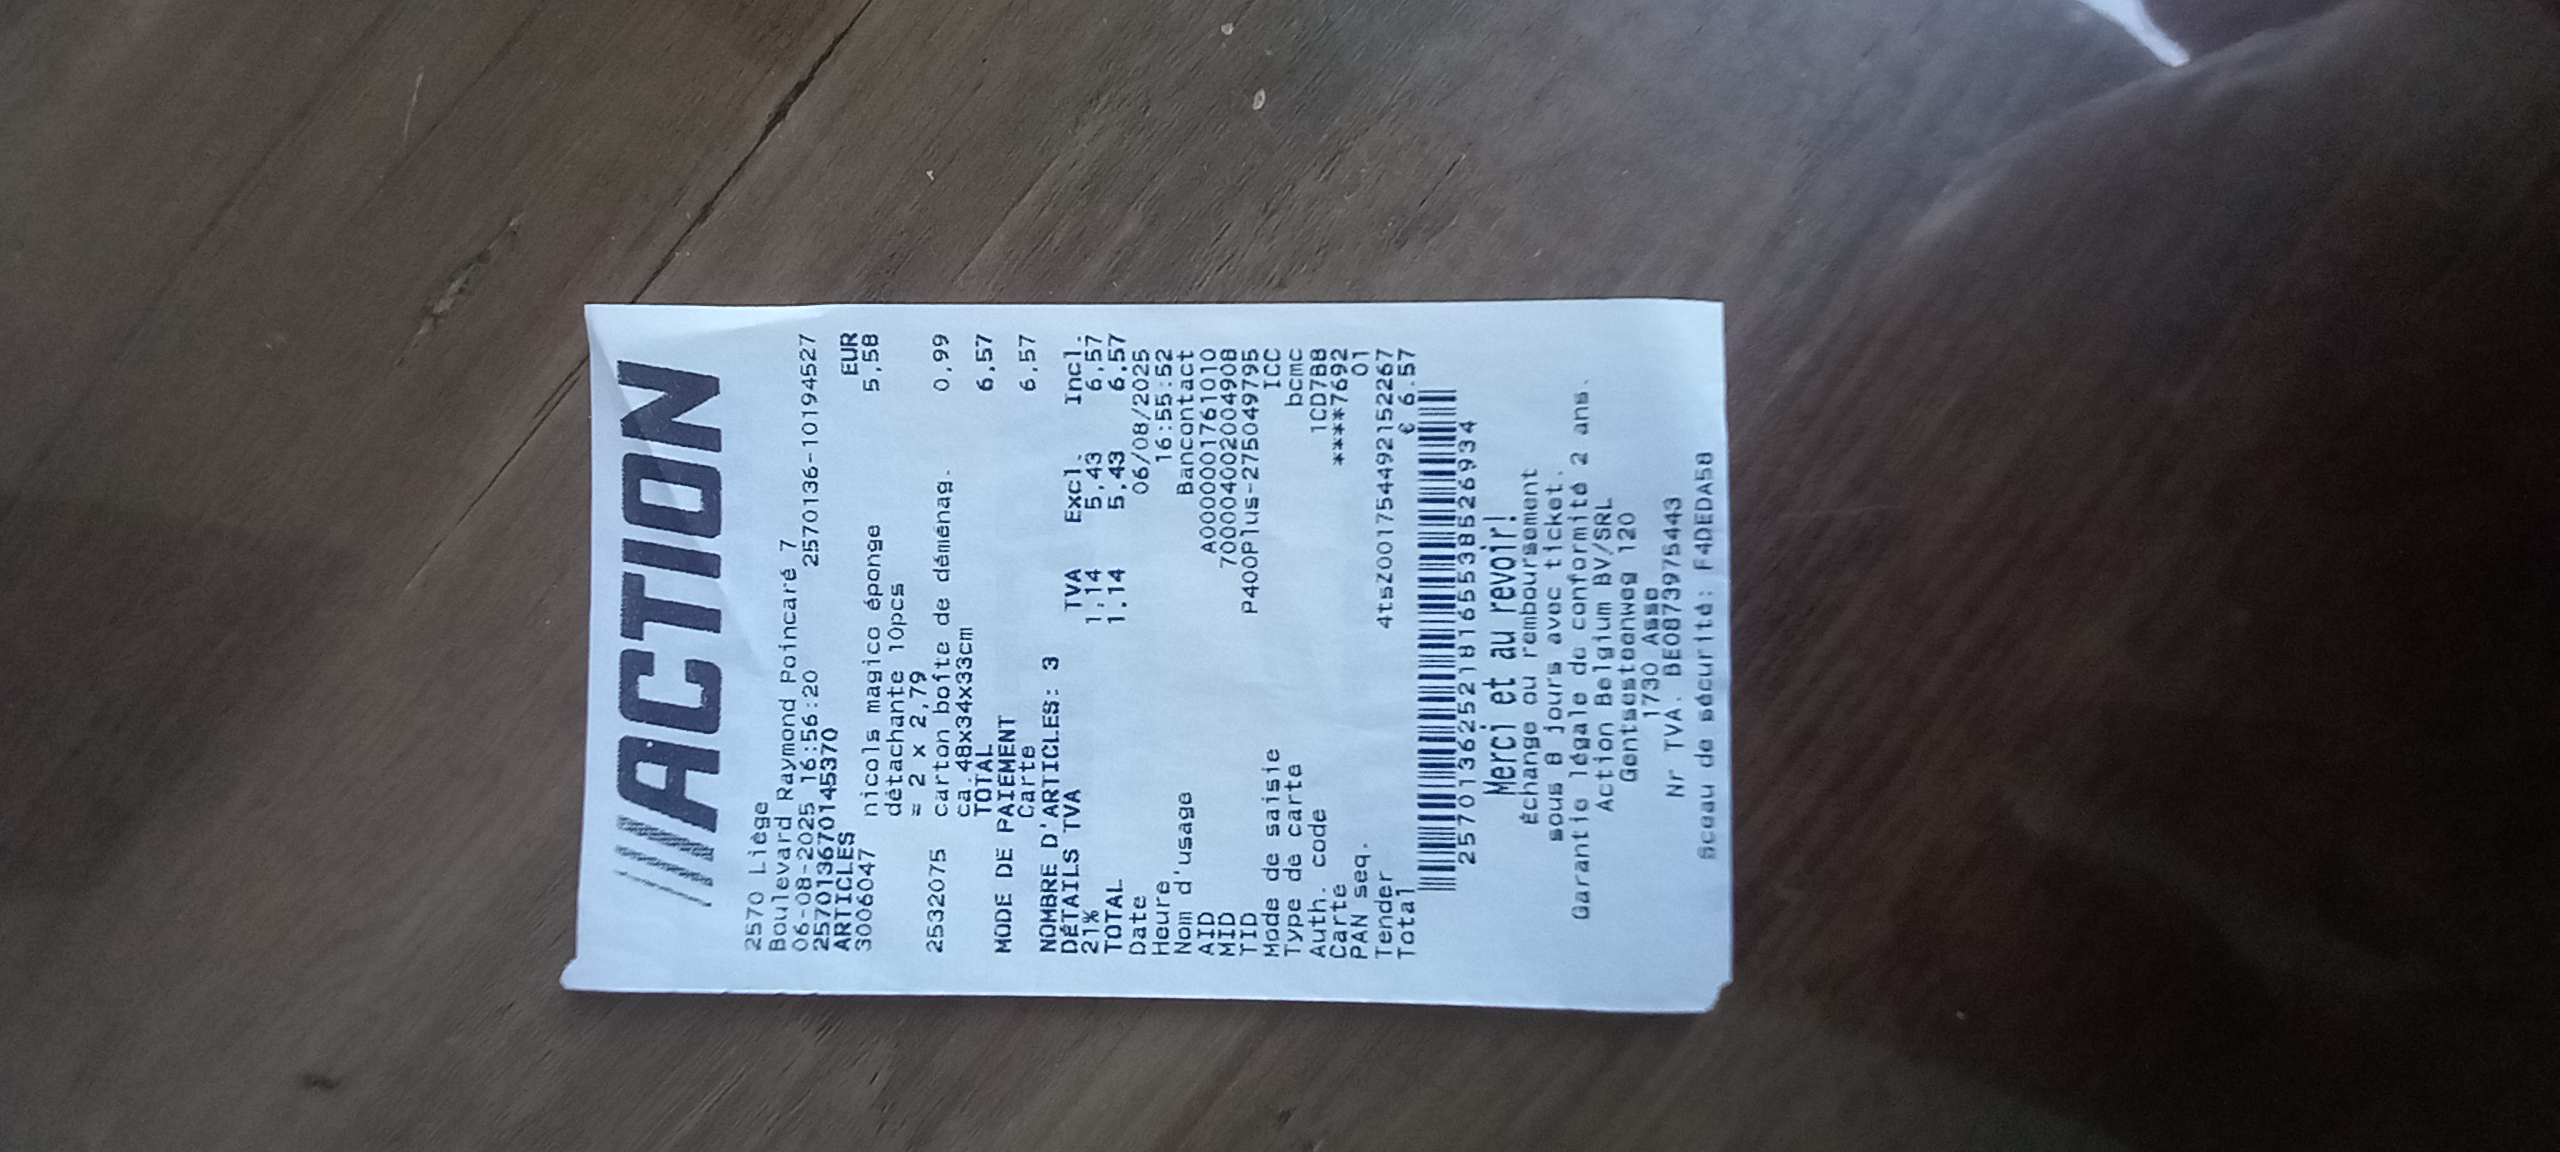 ///ACTION
2570 Liège
Boulevard Raymond Poincaré 7
06-08-2025 16:56:20 2570136-101194527
2570136701145370
ARTICLES EUR
3006047 nicols magico éponge 5,58
détachante 10pcs
= 2 x 2,79
2532075 carton boîte de déménag. 0,99
ca.48x34x33cm
TOTAL 6,57
MODE DE PAIEMENT
Carte 6,57
NOMBRE D'ARTICLES: 3
DÉTAILS TVA TVA Excl. Incl.
21% 1,14 5,43 6,57
TOTAL 1,14 5,43 6,57
Date 06/08/2025
Heure 16:55:52
Nom d'usage Bancontact
AID A0000001761010
MID 700004002004908
TID P400Plus-275049795
Mode de saisie ICC
Type de carte bcmc
Auth. code 1CD7B8
Carte ****7692
PAN seq. 01
Tender 4tsZ001754492152267
Total € 6.57
257013625218165538526934
Merci et au revoir!
Échange ou remboursement
sous 8 jours avec ticket.
Garantie légale de conformité 2 ans.
Action Belgium BV/SRL
Gentsesteenweg 120
1730 Asse
Nr TVA. BE0873975443
Sceau de sécurité: F4DEDA58